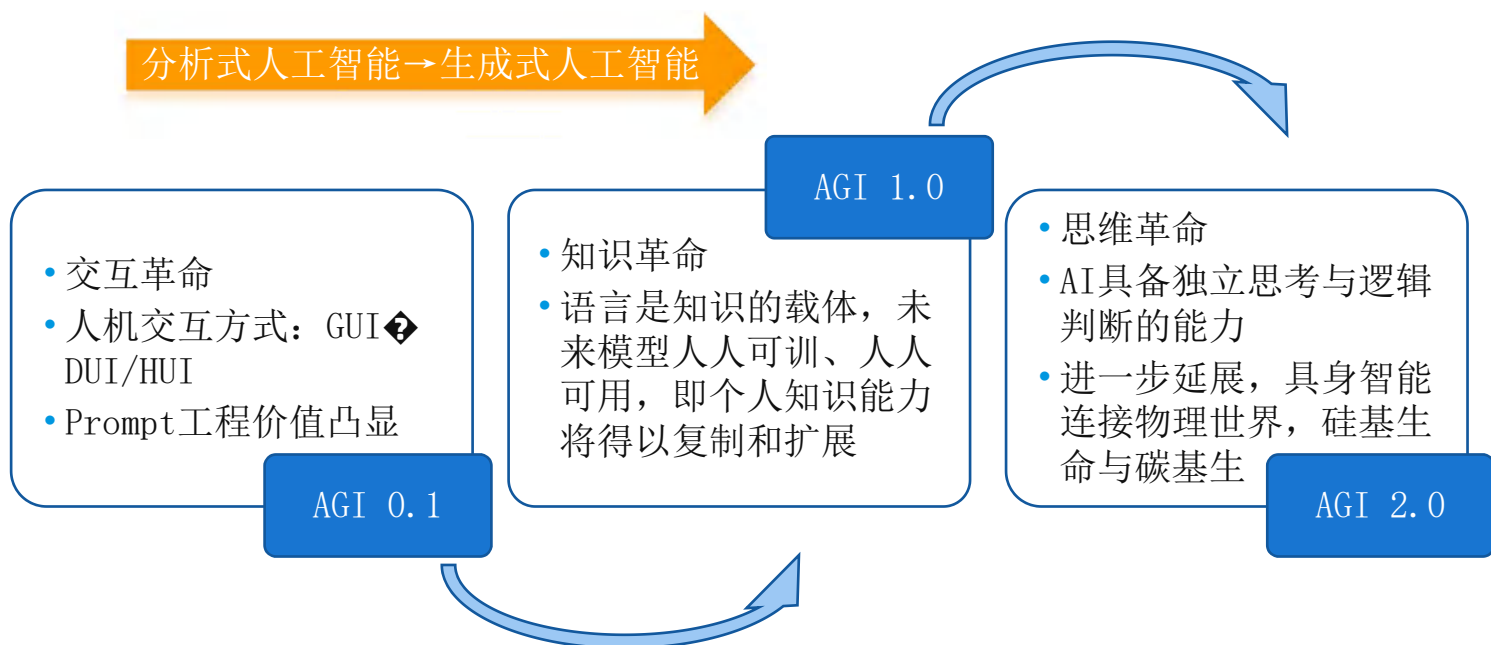 分析式人工智能→生成式人工智能
交互革命
人机交互方式：GUI�
DUI/HUI
Prompt工程价值凸显
AGI 0.1
AGI 1.0
知识革命
语言是知识的载体，未
来模型人人可训、人人
可用，即个人知识能力
将得以复制和扩展
思维革命
AI具备独立思考与逻辑
判断的能力
进一步延展，具身智能
连接物理世界，硅基生
命与碳基生
AGI 2.0